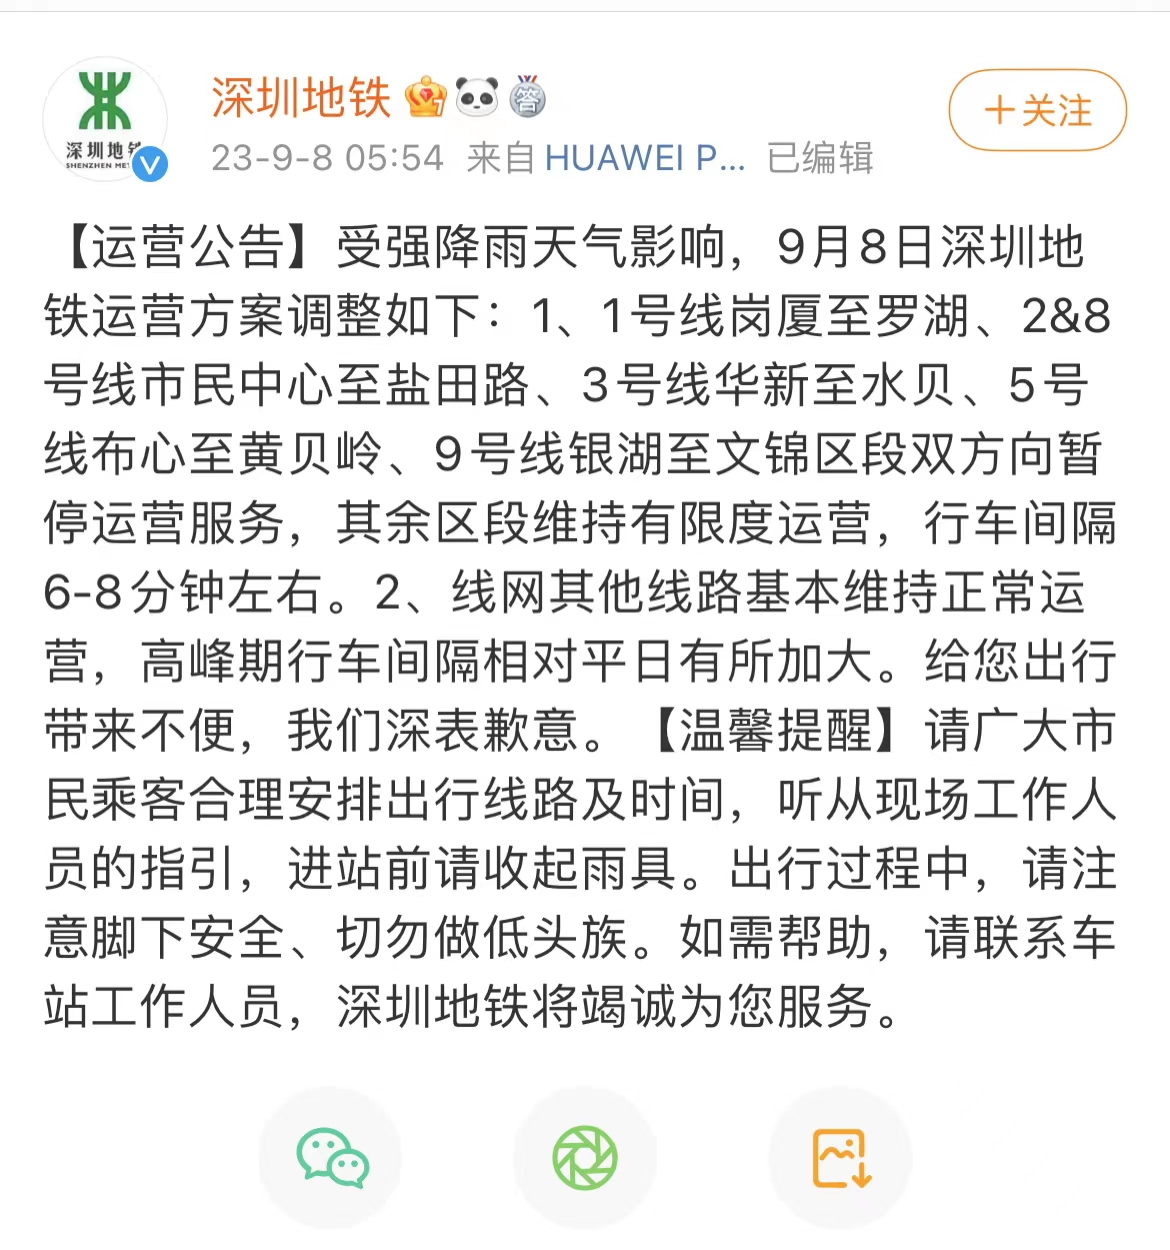 深圳地铁
深圳地铁
SHENZHEN ME
答
＋关注
23-9-8 05:54 来自 HUAWEI P... 已编辑
【运营公告】受强降雨天气影响，9月8日深圳地
铁运营方案调整如下：1、1号线岗厦至罗湖、2&8
号线市民中心至盐田路、3号线华新至水贝、5号
线布心至黄贝岭、9号线银湖至文锦区段双方向暂
停运营服务，其余区段维持有限度运营，行车间隔
6-8分钟左右。2、线网其他线路基本维持正常运
营，高峰期行车间隔相对平日有所加大。给您出行
带来不便，我们深表歉意。【温馨提醒】请广大市
民乘客合理安排出行线路及时间，听从现场工作人
员的指引，进站前请收起雨具。出行过程中，请注
意脚下安全、切勿做低头族。如需帮助，请联系车
站工作人员，深圳地铁将竭诚为您服务。